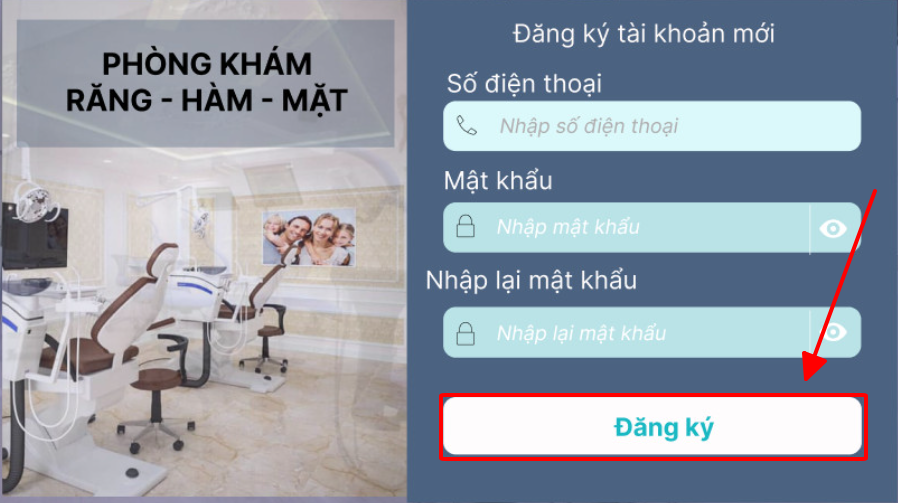 PHÒNG KHÁM
RĂNG - HÀM - MẶT
Đăng ký tài khoản mới
Số điện thoại
Nhập số điện thoại
Mật khẩu
Nhập mật khẩu
Nhập lại mật khẩu
Nhập lại mật khẩu
Đăng ký